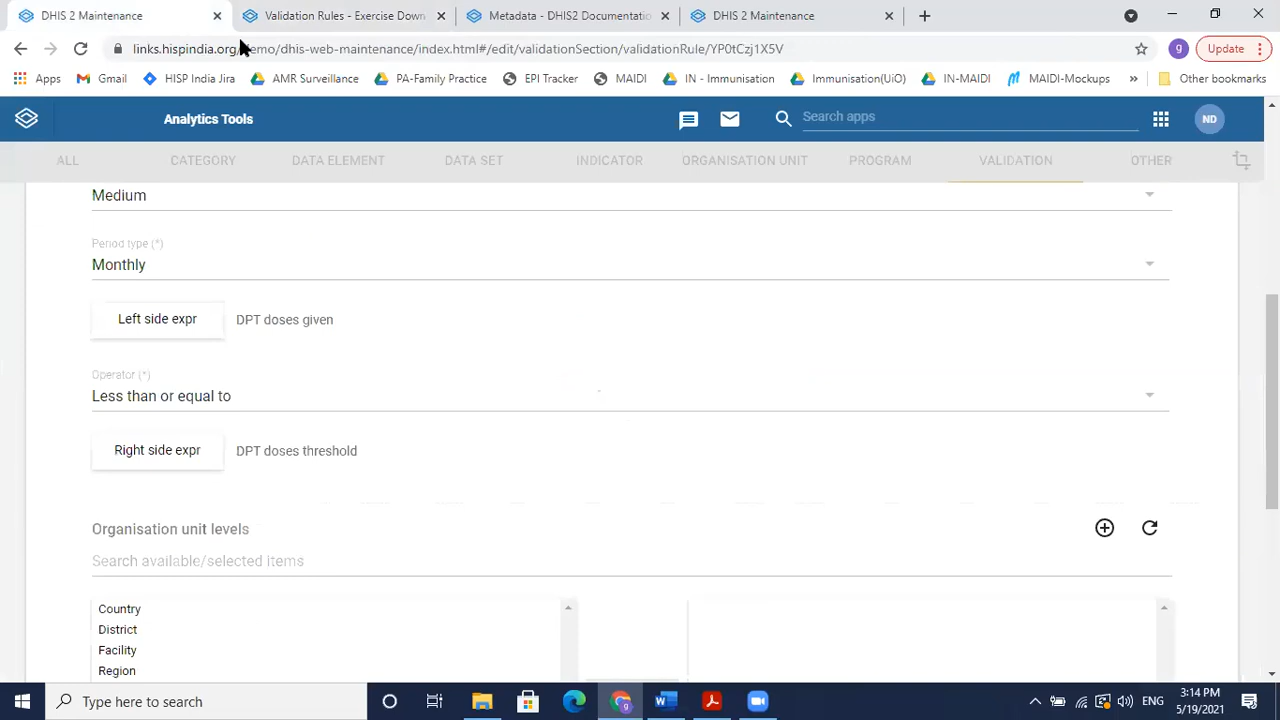 DHIS 2 Maintenance
Validation Rules - Exercise Down
Metadata - DHIS2 Documentatio
DHIS 2 Maintenance
links.hispindia.org/demo/dhis-web-maintenance/index.html#/edit/validationSection/validationRule/YP0tCzj1X5V
g
Update
Apps
Gmail
HISP India Jira
AMR Surveillance
PA-Family Practice
EPI Tracker
MAIDI
IN - Immunisation
Immunisation(UiO)
IN-MAIDI
MAIDI-Mockups
»
Other bookmarks
Analytics Tools
Search apps
ND
ALL
CATEGORY
DATA ELEMENT
DATA SET
INDICATOR
ORGANISATION UNIT
PROGRAM
VALIDATION
OTHER
Medium
Period type (*)
Monthly
Left side expr
DPT doses given
Operator (*)
Less than or equal to
Right side expr
DPT doses threshold
Organisation unit levels
Search available/selected items
Country
District
Facility
Region
Type here to search
ENG
3:14 PM
5/19/2021